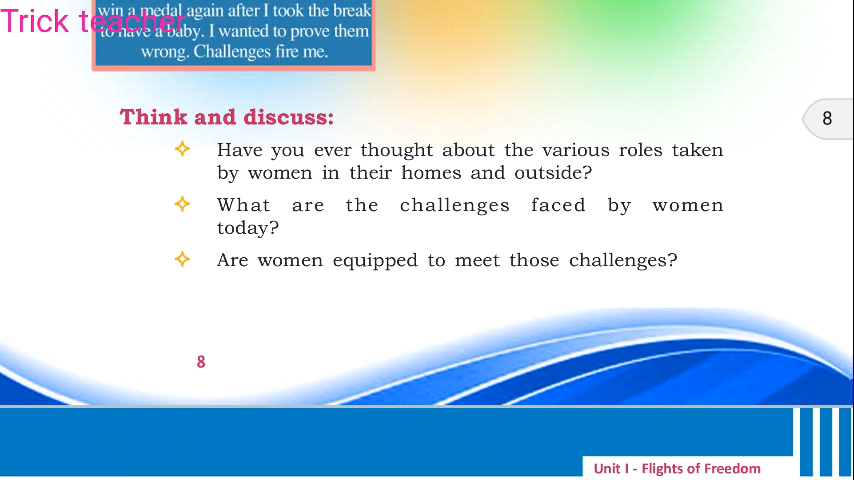 win a medal again after I took the break
Trick teacher
to have a baby. I wanted to prove them
wrong. Challenges fire me.
Think and discuss:
8
Have you ever thought about the various roles taken
by women in their homes and outside?
What are the challenges faced by women
today?
Are women equipped to meet those challenges?
8
Unit I - Flights of Freedom